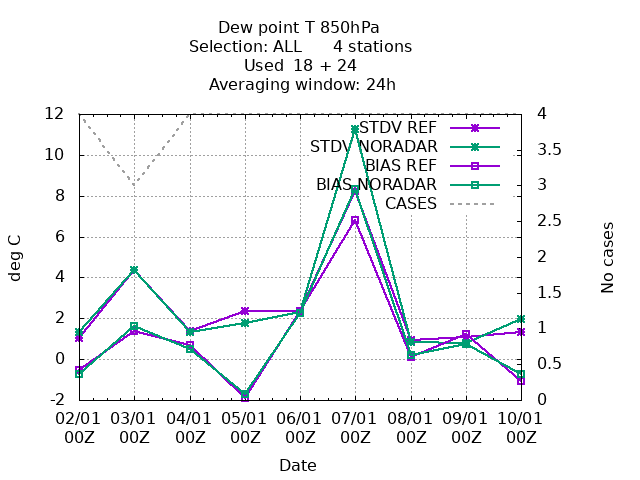 Dew point T 850hPa
Selection: ALL      4 stations
Used  18 + 24
Averaging window: 24h
12
10
8
6
4
2
0
-2
4
3.5
3
2.5
2
1.5
1
0.5
0
deg C
No cases
STDV REF
STDV NORADAR
BIAS REF
BIAS NORADAR
CASES
02/01 03/01 04/01 05/01 06/01 07/01 08/01 09/01 10/01
00Z 00Z 00Z 00Z 00Z 00Z 00Z 00Z 00Z
Date